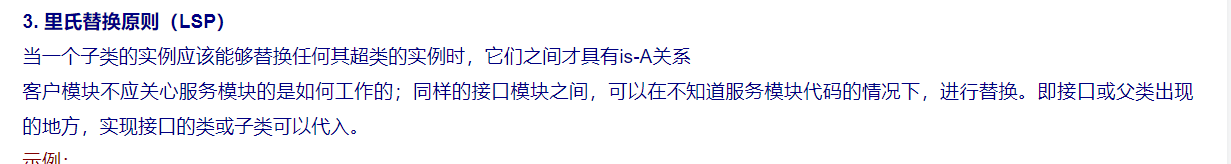 3. 里氏替换原则（LSP）
当一个子类的实例应该能够替换任何其超类的实例时，它们之间才具有is-A关系
客户模块不应关心服务模块的是如何工作的；同样的接口模块之间，可以在不知道服务模块代码的情况下，进行替换。即接口或父类出现
的地方，实现接口的类或子类可以代入。
示例：